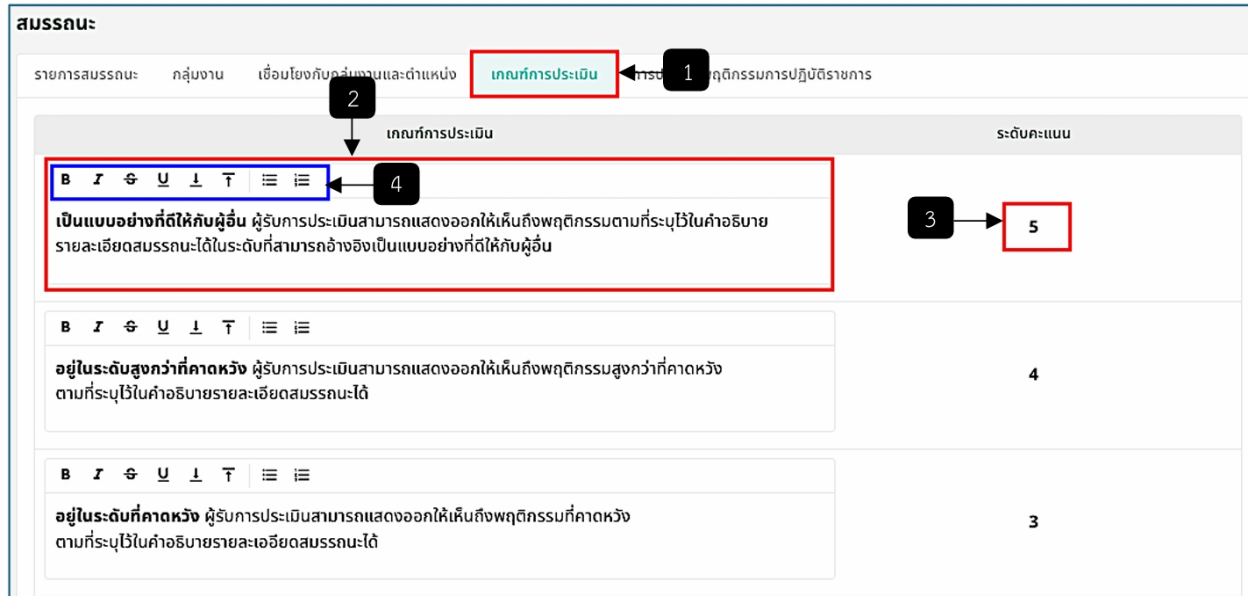 สมรรถนะ
รายการสมรรถนะ กลุ่มงาน เชื่อมโยงกับกลุ่มงานและตำแหน่ง เกณฑ์การประเมิน 1 พฤติกรรมการปฏิบัติราชการ
2
เกณฑ์การประเมิน ระดับคะแนน
B I S U 4
เป็นแบบอย่างที่ดีให้กับผู้อื่น ผู้รับการประเมินสามารถแสดงออกให้เห็นถึงพฤติกรรมตามที่ระบุไว้ในคำอธิบาย
รายละเอียดสมรรถนะได้ในระดับที่สามารถอ้างอิงเป็นแบบอย่างที่ดีให้กับผู้อื่น
3 5
B I S U
อยู่ในระดับสูงกว่าที่คาดหวัง ผู้รับการประเมินสามารถแสดงออกให้เห็นถึงพฤติกรรมสูงกว่าที่คาดหวัง
ตามที่ระบุไว้ในคำอธิบายรายละเอียดสมรรถนะได้
4
B I S U
อยู่ในระดับที่คาดหวัง ผู้รับการประเมินสามารถแสดงออกให้เห็นถึงพฤติกรรมที่คาดหวัง
ตามที่ระบุไว้ในคำอธิบายรายละเออียดสมรรถนะได้
3